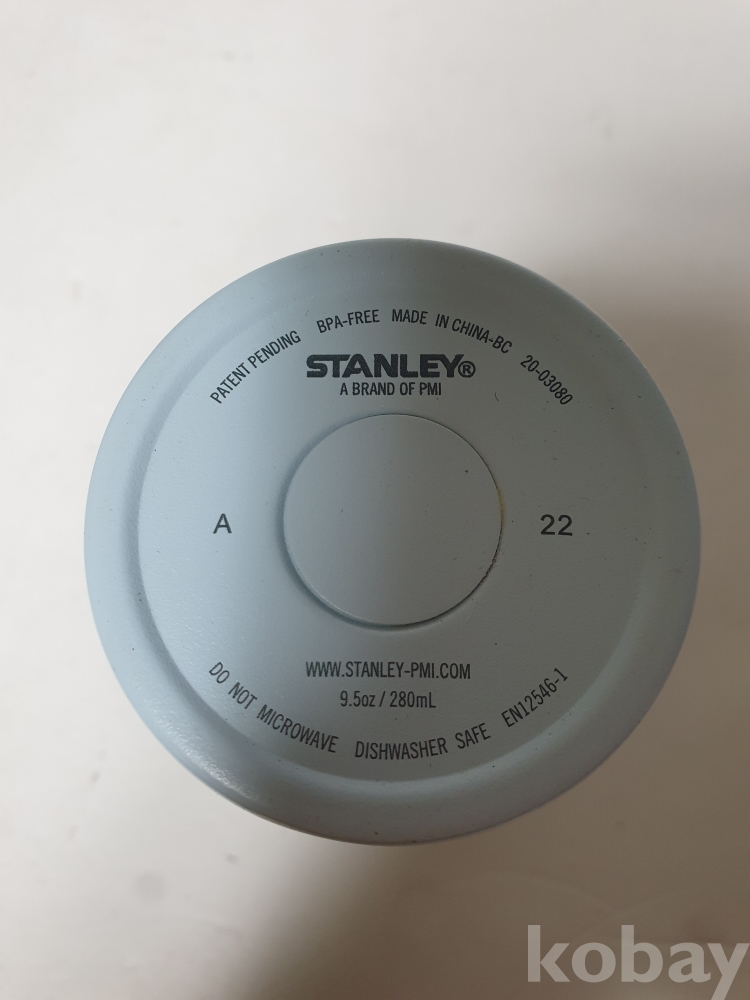 PATENT PENDING BPA-FREE MADE IN CHINA-BC 20-03080
STANLEY®
A BRAND OF PMI
A 22
WWW.STANLEY-PMI.COM
9.5oz / 280mL
DO NOT MICROWAVE DISHWASHER SAFE EN12546-1
kobay